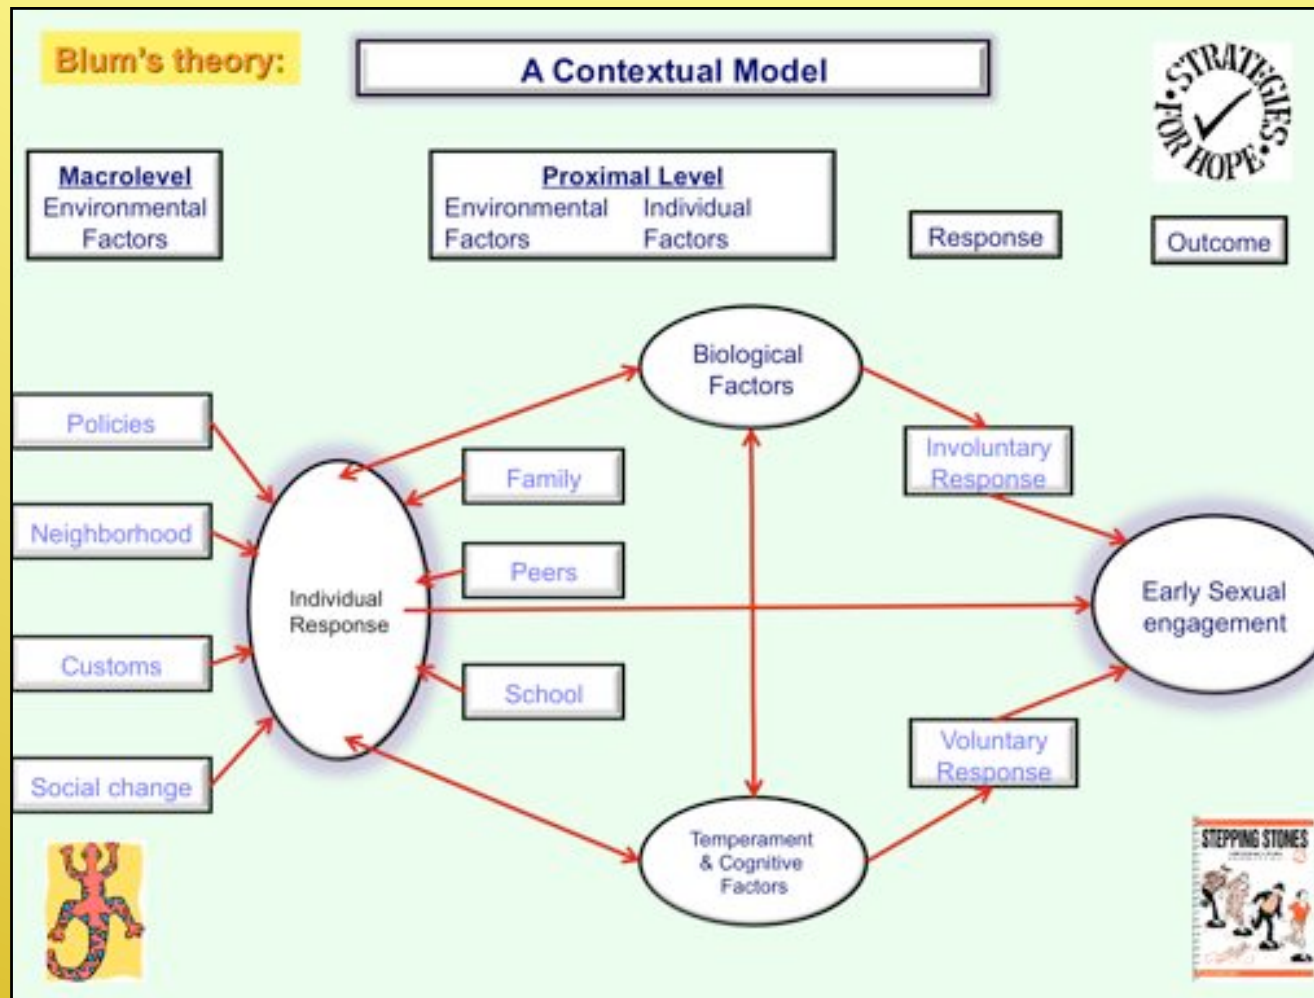 Blum's theory:
A Contextual Model
STRATEGIES
FOR HOPE
Macrolevel
Environmental
Factors
Proximal Level
Environmental Individual
Factors Factors
Response
Outcome
Biological
Factors
Policies
Involuntary
Response
Family
Neighborhood
Peers
Individual
Response
Early Sexual
engagement
Customs
School
Voluntary
Response
Social change
Temperament
& Cognitive
Factors
STEPPING STONES